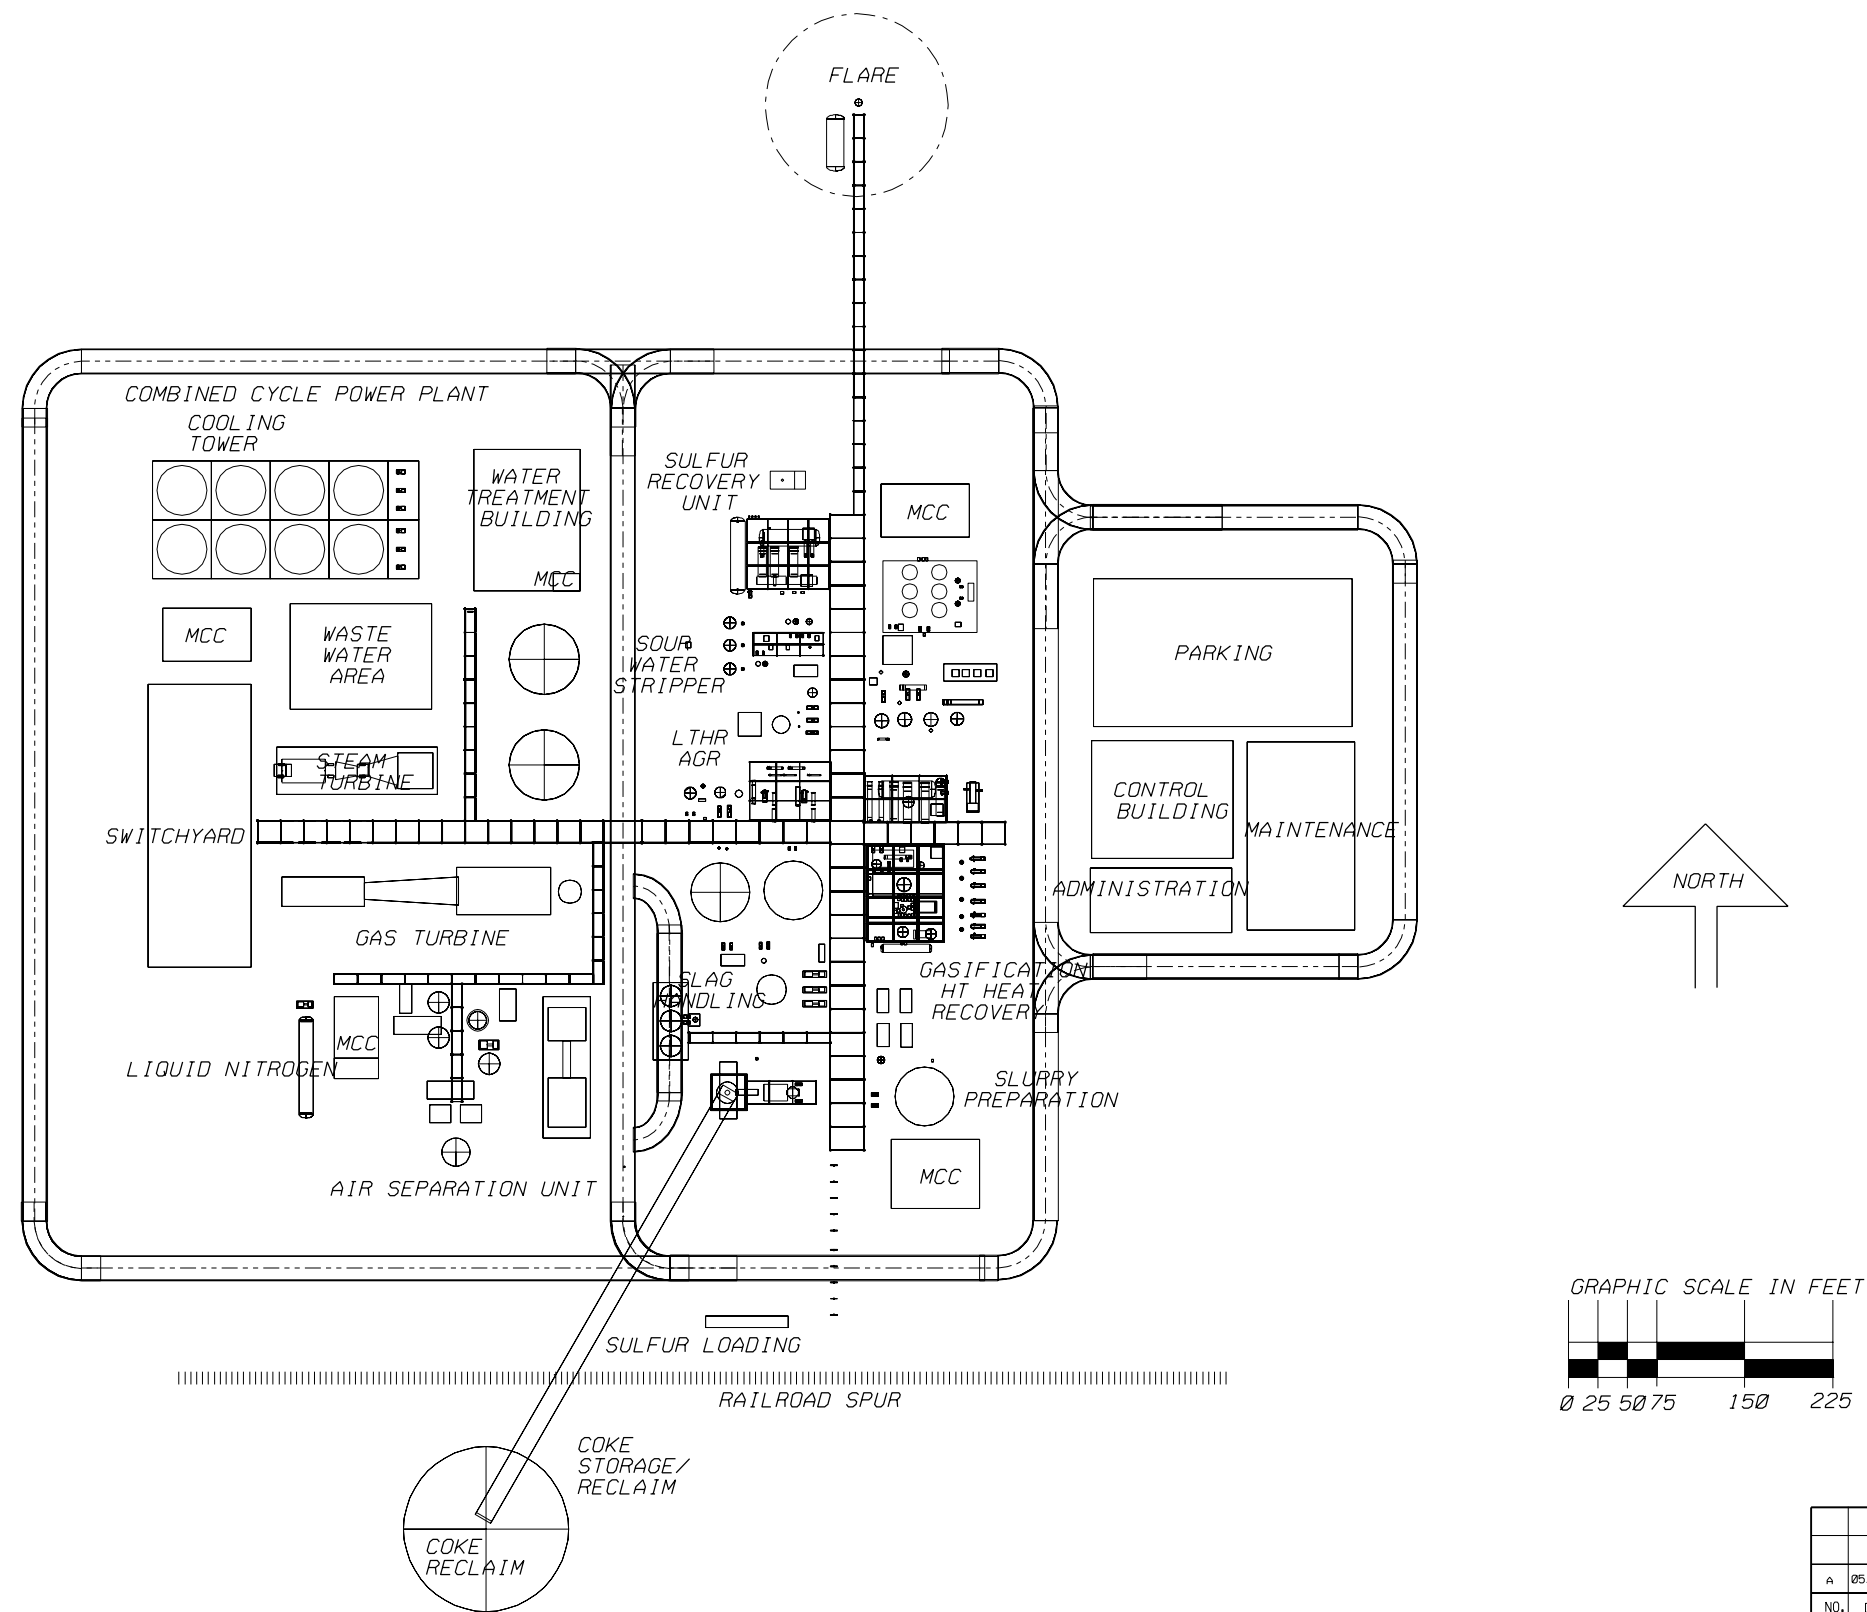 FLARE
COMBINED CYCLE POWER PLANT
COOLING
TOWER
WATER
TREATMENT
BUILDING
MCC
SULFUR
RECOVERY
UNIT
MCC
MCC
WASTE
WATER
AREA
SOUR
WATER
STRIPPER
PARKING
LTHR
AGR
STEAM
TURBINE
CONTROL
BUILDING
MAINTENANCE
SWITCHYARD
ADMINISTRATION
NORTH
GAS TURBINE
SLAG
HANDLING
GASIFICATION
HT HEAT
RECOVERY
MCC
LIQUID NITROGEN
SLURRY
PREPARATION
MCC
AIR SEPARATION UNIT
GRAPHIC SCALE IN FEET
0 25 50 75 150 225
SULFUR LOADING
RAILROAD SPUR
COKE
STORAGE/
RECLAIM
COKE
RECLAIM
A 05
NO.